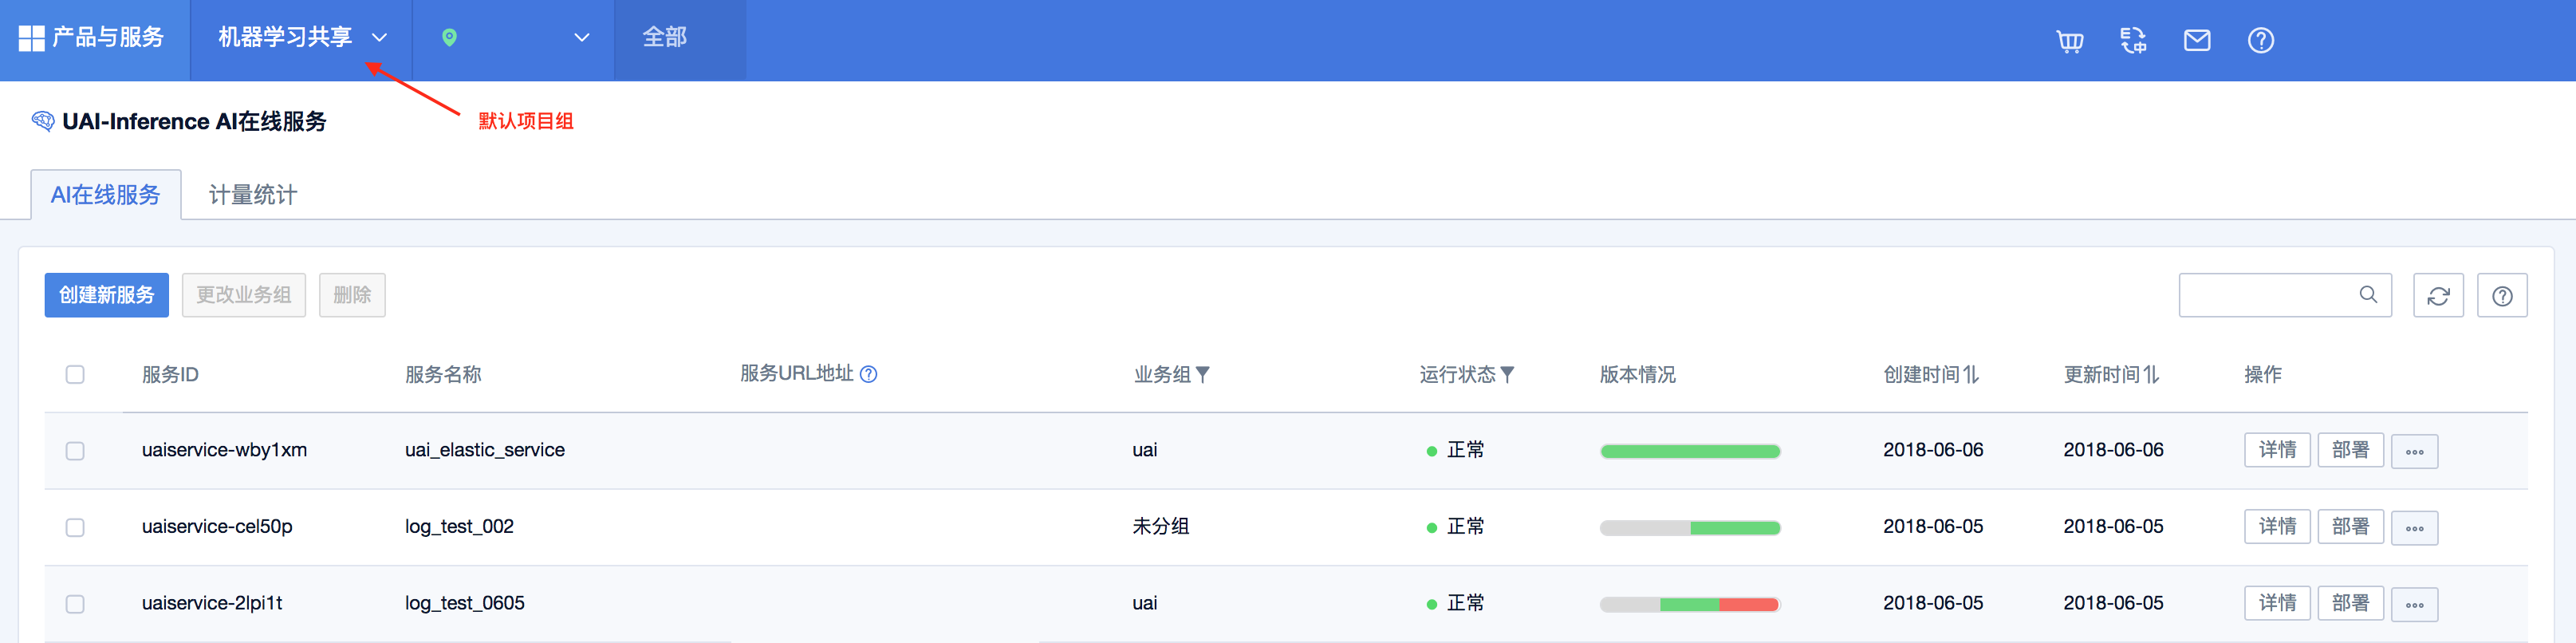 产品与服务 机器学习共享 全部
默认项目组
UAI-Inference AI在线服务
AI在线服务 计量统计
创建新服务 更改业务组 删除
服务ID 服务名称 服务URL地址 业务组 运行状态 版本情况 创建时间 更新时间 操作
uaiservice-wby1xm uai_elastic_service uai 正常 2018-06-06 2018-06-06 详情 部署
uaiservice-cel50p log_test_002 未分组 正常 2018-06-05 2018-06-05 详情 部署
uaiservice-2lpi1t log_test_0605 uai 正常 2018-06-05 2018-06-05 详情 部署